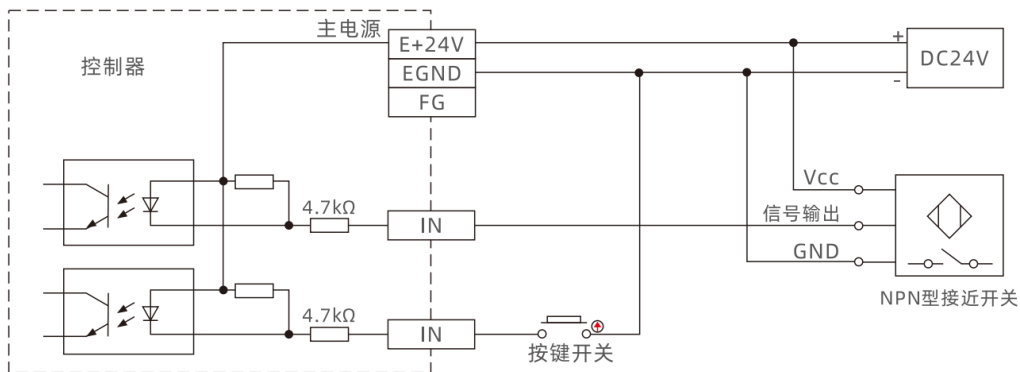 主电源
控制器
E+24V
EGND
FG
+
DC24V
-
Vcc
信号输出
GND
NPN型接近开关
4.7kΩ
IN
4.7kΩ
IN
按键开关